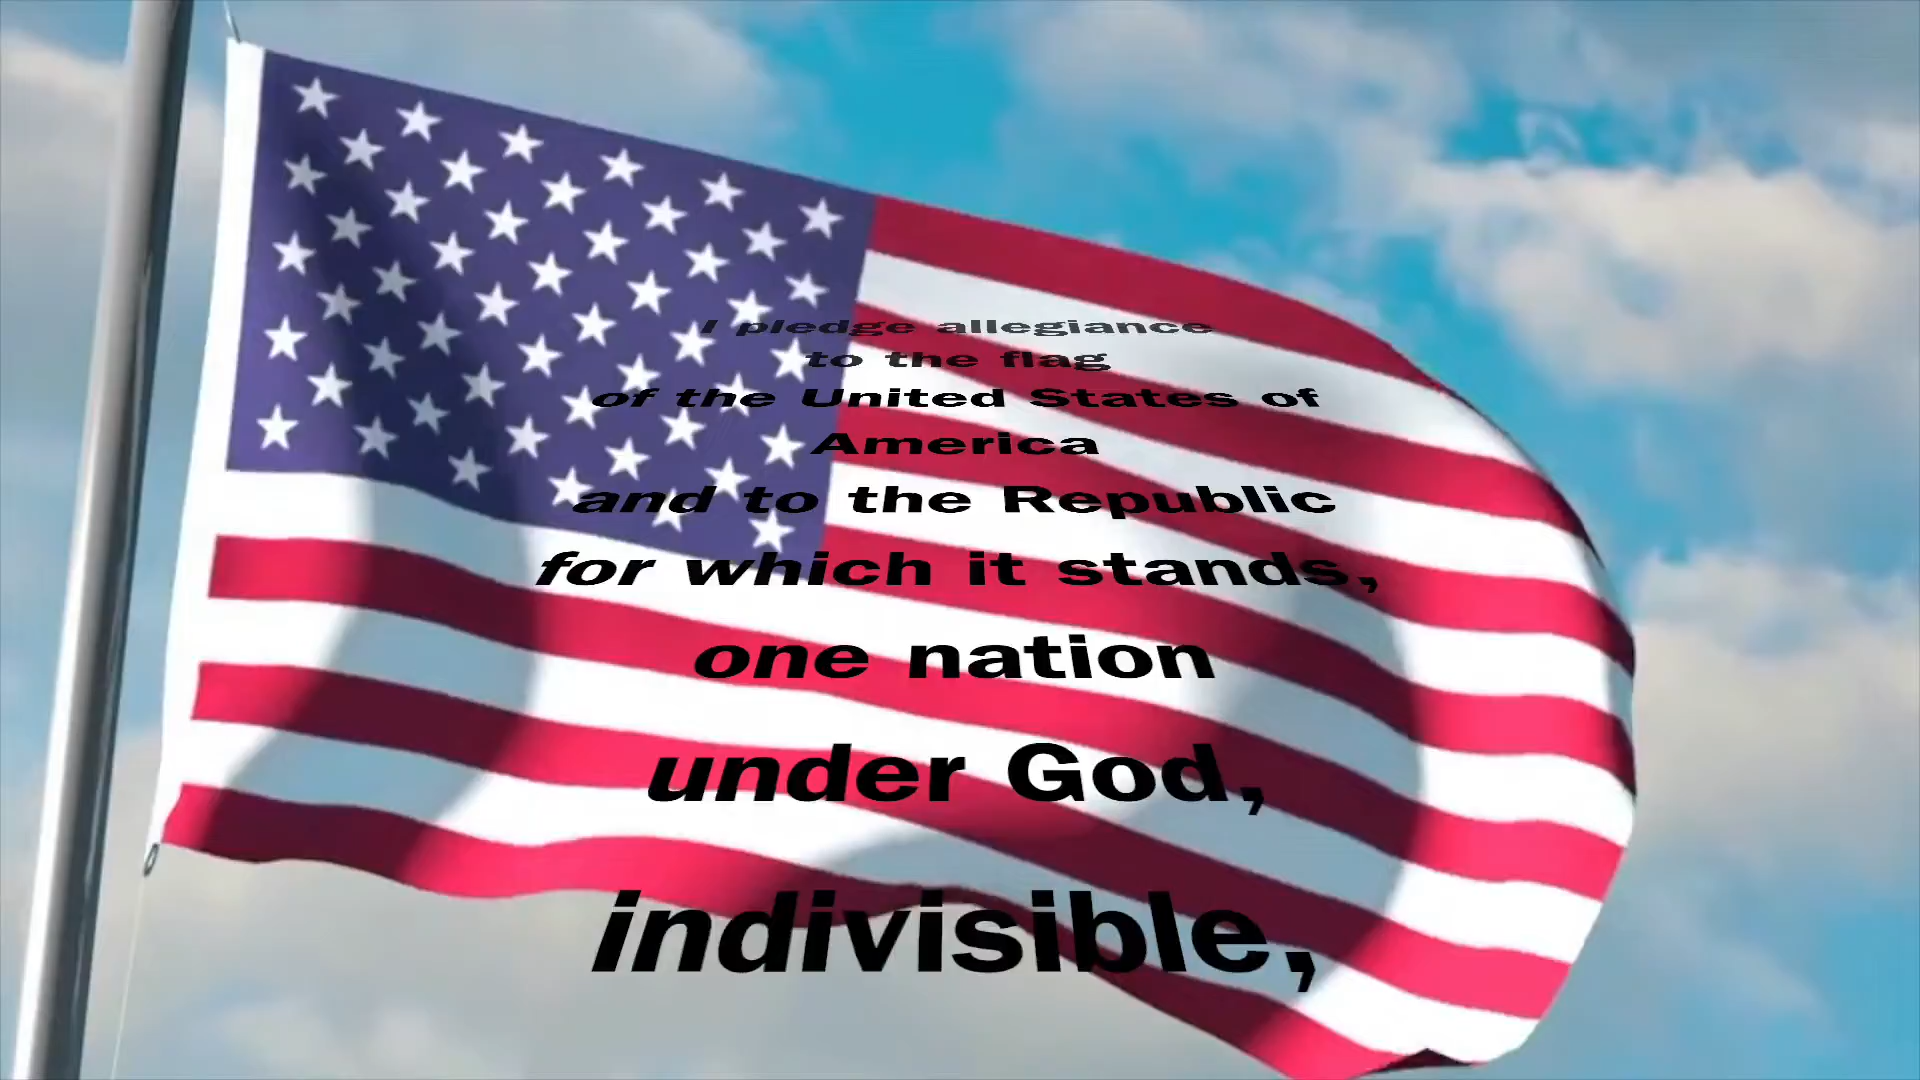 I pledge allegiance
to the flag
of the United States of
America
and to the Republic
for which it stands,
one nation
under God,
indivisible,